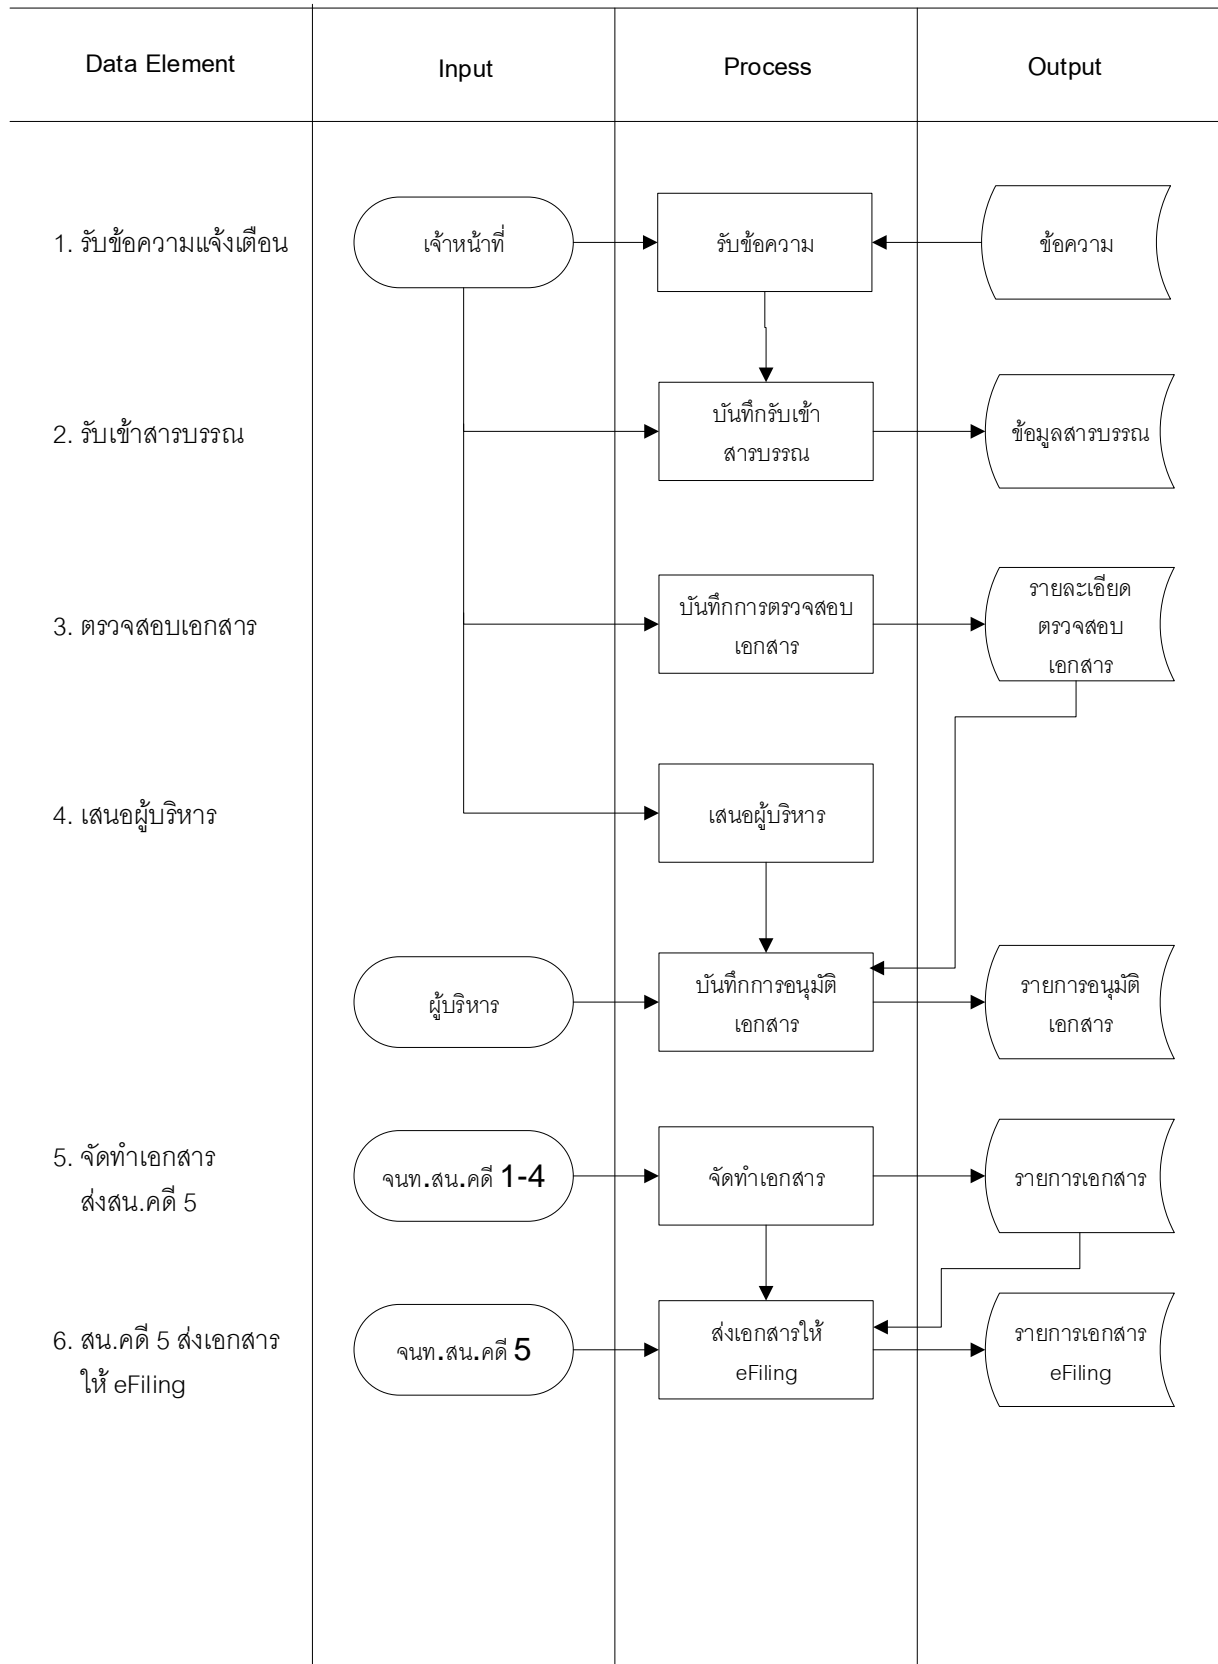 Data Element
Input
Process
Output
1. รับข้อความแจ้งเตือน
เจ้าหน้าที่
รับข้อความ
ข้อความ
2. รับเข้าสารบรรณ
บันทึกรับเข้า
สารบรรณ
ข้อมูลสารบรรณ
3. ตรวจสอบเอกสาร
บันทึกการตรวจสอบ
เอกสาร
รายละเอียด
ตรวจสอบ
เอกสาร
4. เสนอผู้บริหาร
เสนอผู้บริหาร
ผู้บริหาร
บันทึกการอนุมัติ
เอกสาร
รายการอนุมัติ
เอกสาร
5. จัดทำเอกสาร
ส่งสน.คดี 5
จนท.สน.คดี 1-4
จัดทำเอกสาร
รายการเอกสาร
6. สน.คดี 5 ส่งเอกสาร
ให้ eFiling
จนท.สน.คดี 5
ส่งเอกสารให้
eFiling
รายการเอกสาร
eFiling